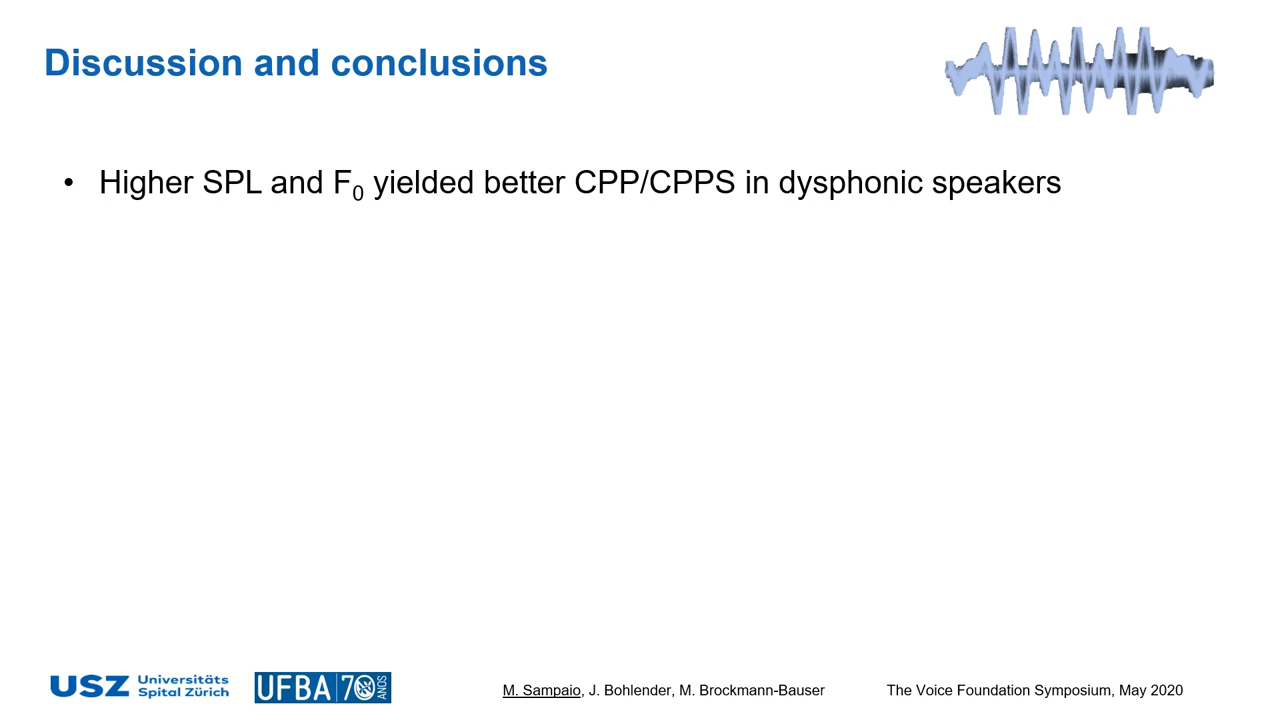 Discussion and conclusions
• Higher SPL and F0 yielded better CPP/CPPS in dysphonic speakers
USZ Universitäts
Spital Zürich
UFBA 70 ANOS
M. Sampaio, J. Bohlender, M. Brockmann-Bauser
The Voice Foundation Symposium, May 2020